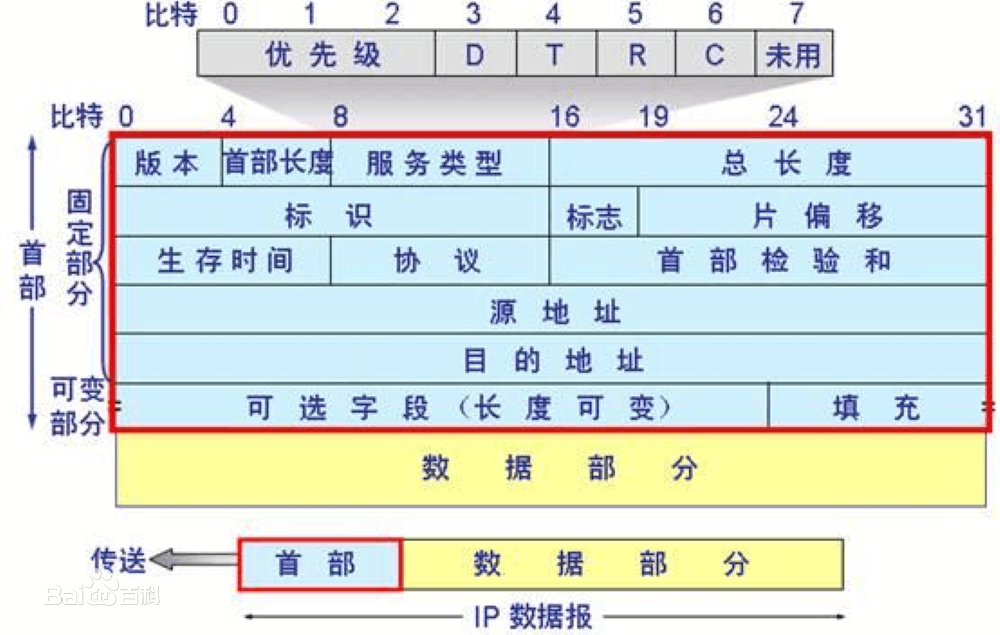 比特 0 1 2 3 4 5 6 7
优先级 D T R C 未用
比特 0 4 8 16 19 24 31
版本 首部长度 服务类型 总长度
标识 标志 片偏移
生存时间 协议 首部检验和
源地址
目的地址
可选字段（长度可变） 填充
数据部分
首部
固定部分
可变部分
传送 首部 数据部分
IP 数据报
Bai 百科